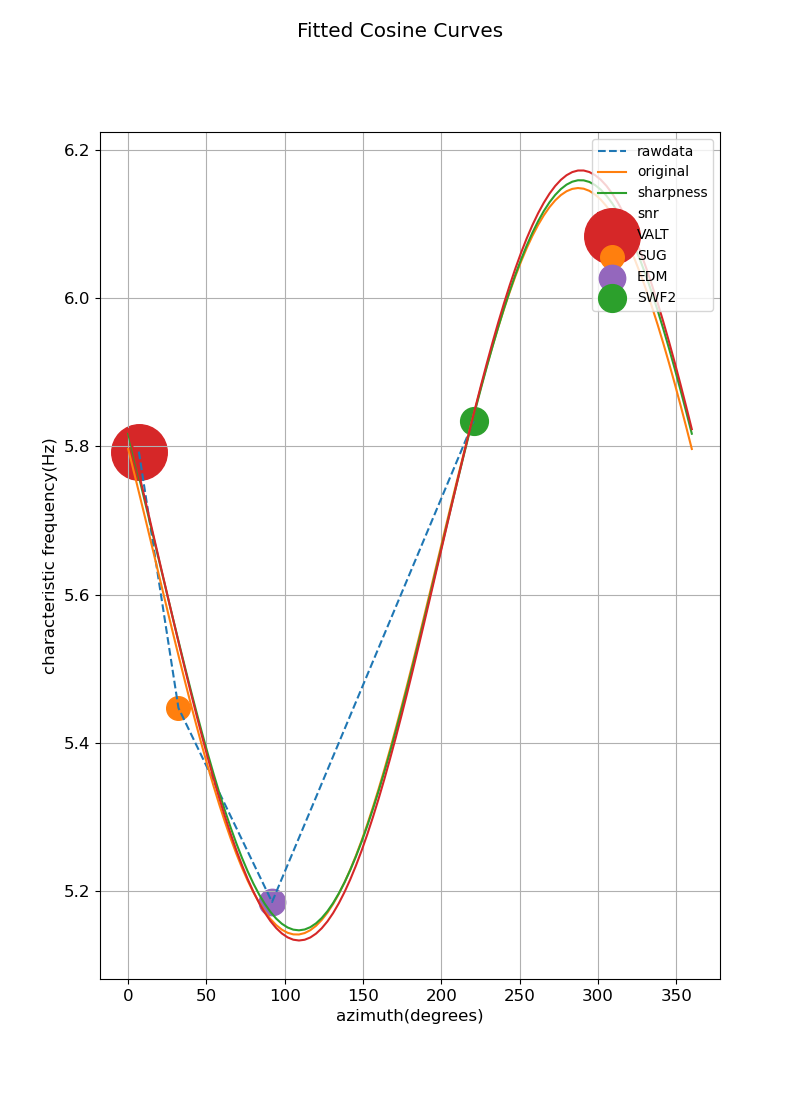 Fitted Cosine Curves
rawdata
original
sharpness
snr
VALT
SUG
EDM
SWF2
6.2
6.0
5.8
5.6
5.4
5.2
characteristic frequency(Hz)
0 50 100 150 200 250 300 350
azimuth(degrees)